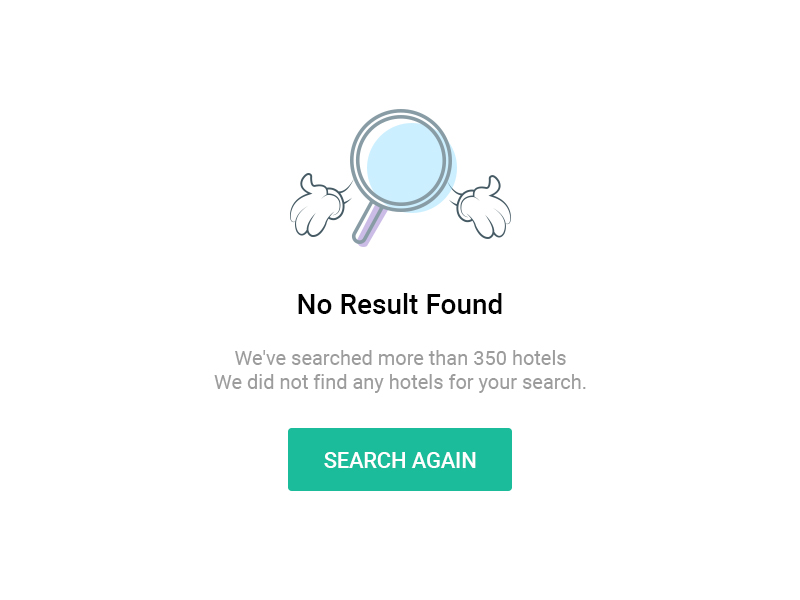 No Result Found
We've searched more than 350 hotels
We did not find any hotels for your search.
SEARCH AGAIN